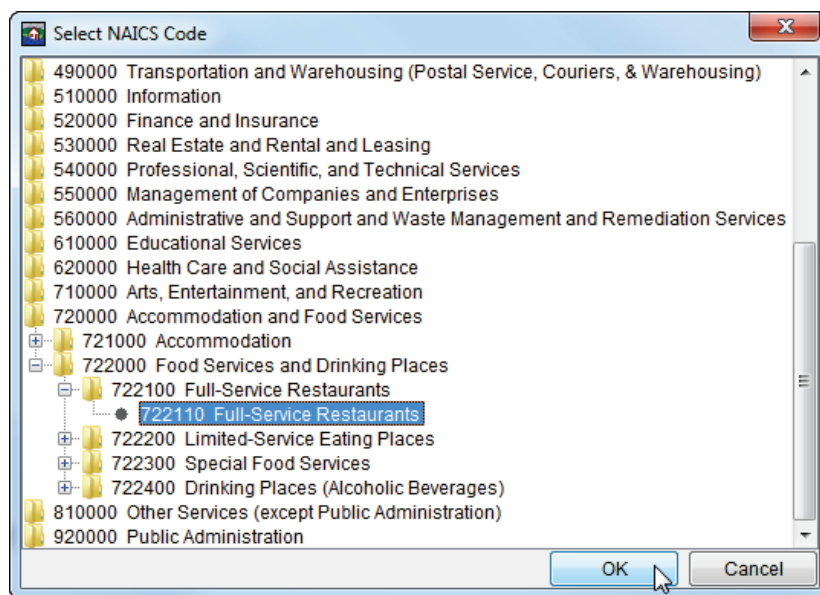 Select NAICS Code
490000 Transportation and Warehousing (Postal Service, Couriers, & Warehousing)
510000 Information
520000 Finance and Insurance
530000 Real Estate and Rental and Leasing
540000 Professional, Scientific, and Technical Services
550000 Management of Companies and Enterprises
560000 Administrative and Support and Waste Management and Remediation Services
610000 Educational Services
620000 Health Care and Social Assistance
710000 Arts, Entertainment, and Recreation
720000 Accommodation and Food Services
721000 Accommodation
722000 Food Services and Drinking Places
722100 Full-Service Restaurants
722110 Full-Service Restaurants
722200 Limited-Service Eating Places
722300 Special Food Services
722400 Drinking Places (Alcoholic Beverages)
810000 Other Services (except Public Administration)
920000 Public Administration
OK Cancel